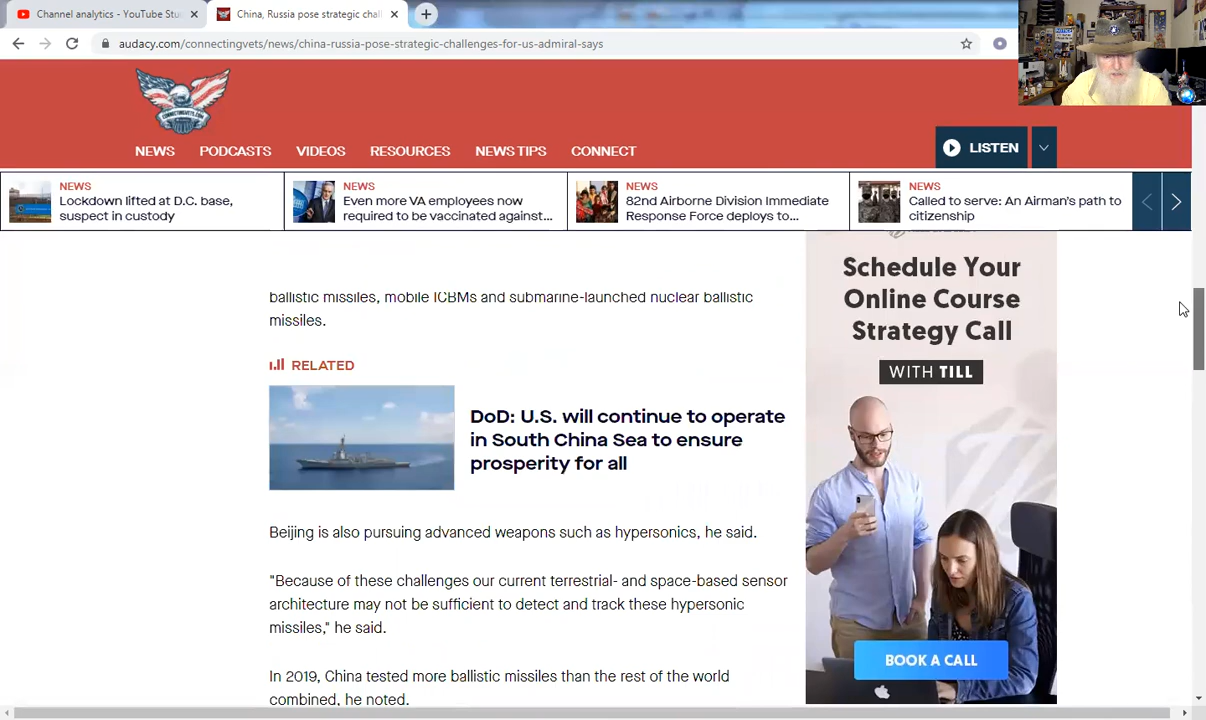 Channel analytics - YouTube Stu
China, Russia pose strategic chal
audacy.com/connectingvets/news/china-russia-pose-strategic-challenges-for-us-admiral-says
CONNECTINGVETS.COM
NEWS PODCASTS VIDEOS RESOURCES NEWS TIPS CONNECT
LISTEN
NEWS
Lockdown lifted at D.C. base,
suspect in custody
NEWS
Even more VA employees now
required to be vaccinated against...
NEWS
82nd Airborne Division Immediate
Response Force deploys to...
NEWS
Called to serve: An Airman's path to
citizenship
ballistic missiles, mobile ICBMs and submarine-launched nuclear ballistic
missiles.
RELATED
DoD: U.S. will continue to operate
in South China Sea to ensure
prosperity for all
Beijing is also pursuing advanced weapons such as hypersonics, he said.
"Because of these challenges our current terrestrial- and space-based sensor
architecture may not be sufficient to detect and track these hypersonic
missiles," he said.
In 2019, China tested more ballistic missiles than the rest of the world
combined, he noted.
Schedule Your
Online Course
Strategy Call
WITH TILL
BOOK A CALL